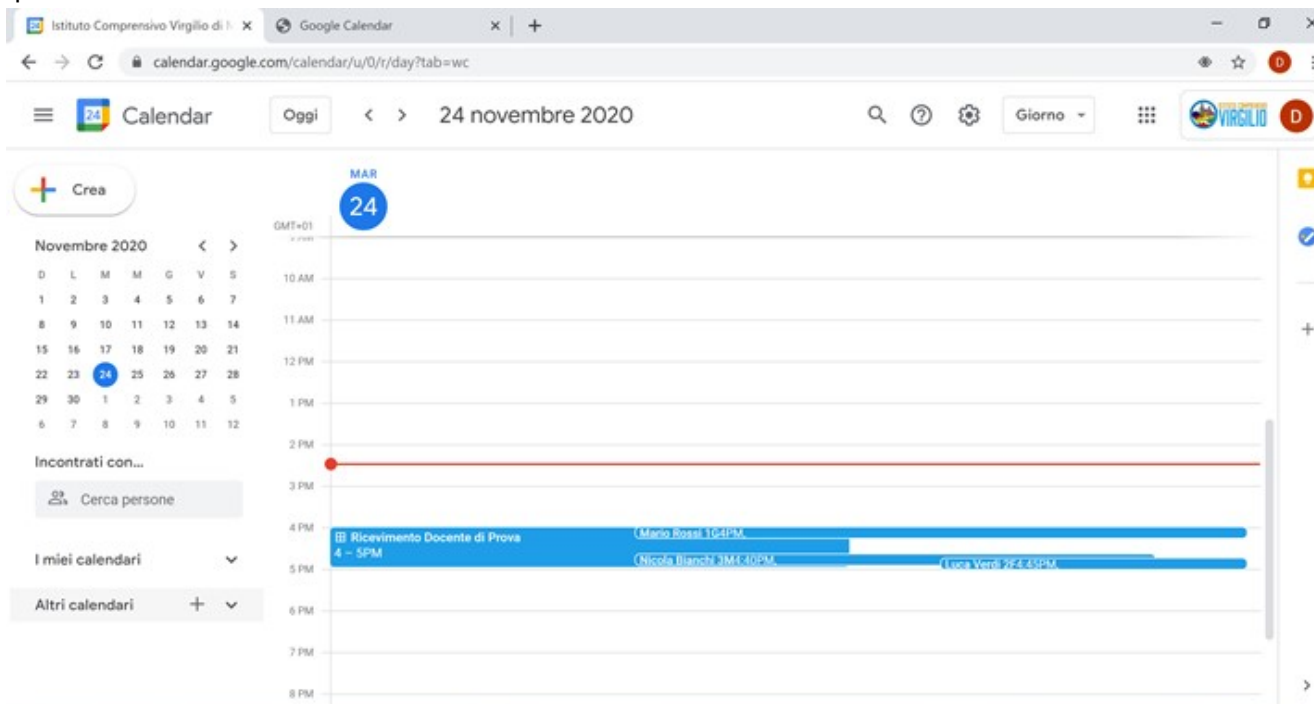 Istituto Comprensivo Virgilio di
Google Calendar
calendar.google.com/calendar/u/0/r/day?tab=wc
D
24
Calendar
Oggi
24 novembre 2020
Giorno
ISTITUTO COMPRENSIVO
VIRGILIO
D
Crea
MAR
24
GMT+01
Novembre 2020
D L M M G V S
1 2 3 4 5 6 7
8 9 10 11 12 13 14
15 16 17 18 19 20 21
22 23 24 25 26 27 28
29 30 1 2 3 4 5
6 7 8 9 10 11 12
Incontrati con...
Cerca persone
I miei calendari
Altri calendari
10 AM
11 AM
12 PM
1 PM
2 PM
3 PM
4 PM
5 PM
6 PM
7 PM
8 PM
Ricevimento Docente di Prova
4 – 5PM
Mario Rossi 1G4PM,
Nicola Bianchi 3M4:40PM,
Luca Verdi 2F4:45PM,